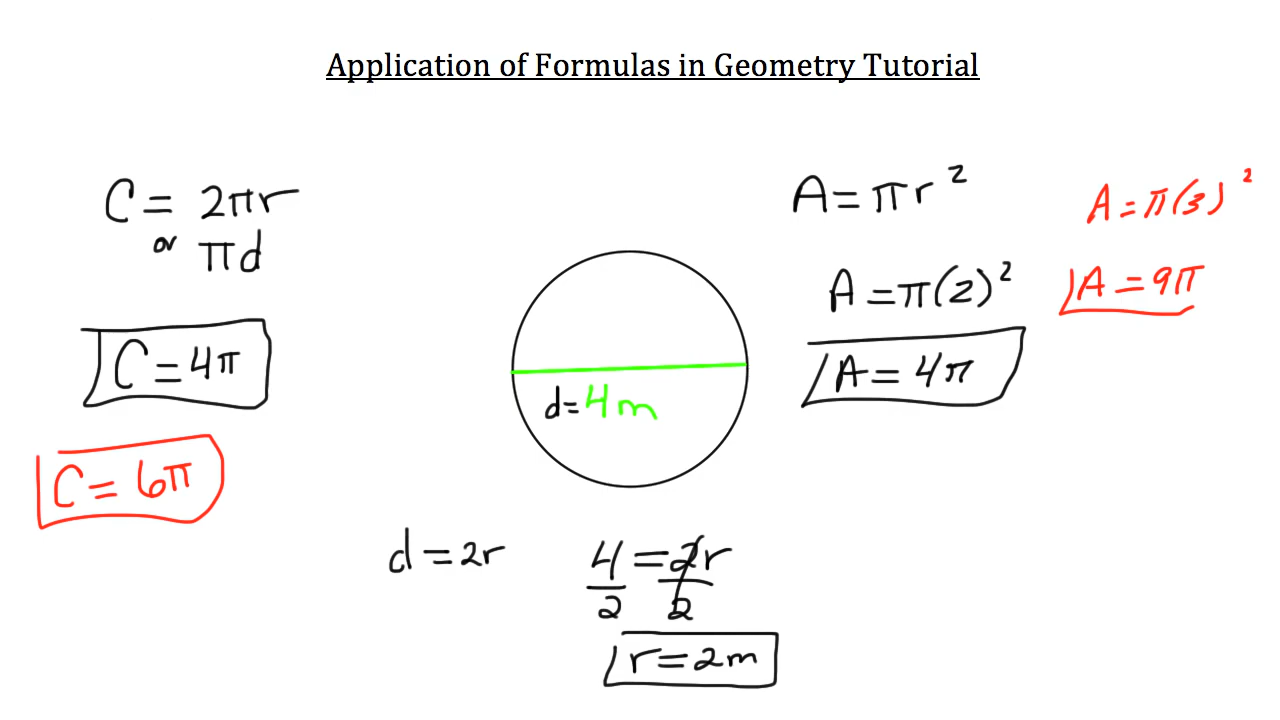 Application of Formulas in Geometry Tutorial
C = 2πr
or πd
C = 4π
C = 6π
d = 4m
A = πr²
A = π(2)²
A = 4π
A = π(3)²
A = 9π
d = 2r
4 = 2r
2 2
r = 2m